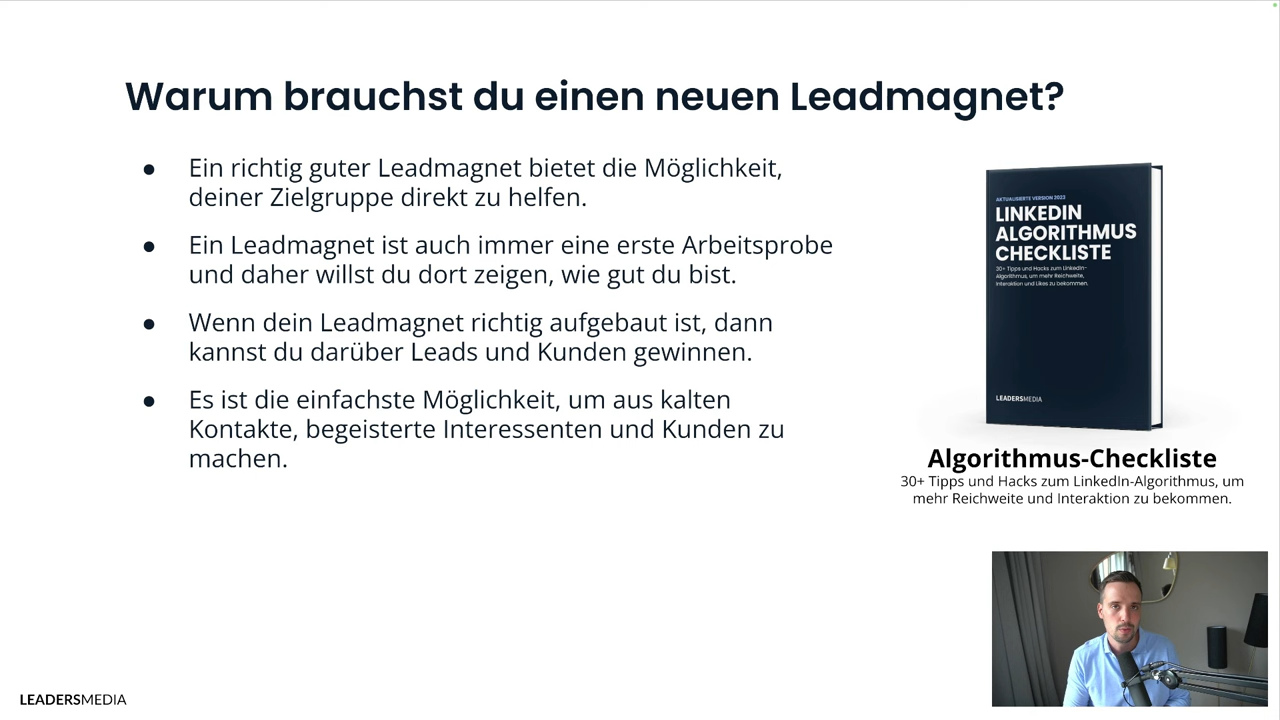 Warum brauchst du einen neuen Leadmagnet?
● Ein richtig guter Leadmagnet bietet die Möglichkeit,
deiner Zielgruppe direkt zu helfen.
● Ein Leadmagnet ist auch immer eine erste Arbeitsprobe
und daher willst du dort zeigen, wie gut du bist.
● Wenn dein Leadmagnet richtig aufgebaut ist, dann
kannst du darüber Leads und Kunden gewinnen.
● Es ist die einfachste Möglichkeit, um aus kalten
Kontakte, begeisterte Interessenten und Kunden zu
machen.
AKTUALISIERTE VERSION 2022
LINKEDIN
ALGORITHMUS
CHECKLISTE
30+ Tipps und Hacks zum LinkedIn-
Algorithmus, um mehr Reichweite,
Interaktion und Likes zu bekommen.
LEADERSMEDIA
Algorithmus-Checkliste
30+ Tipps und Hacks zum LinkedIn-Algorithmus, um
mehr Reichweite und Interaktion zu bekommen.
LEADERSMEDIA